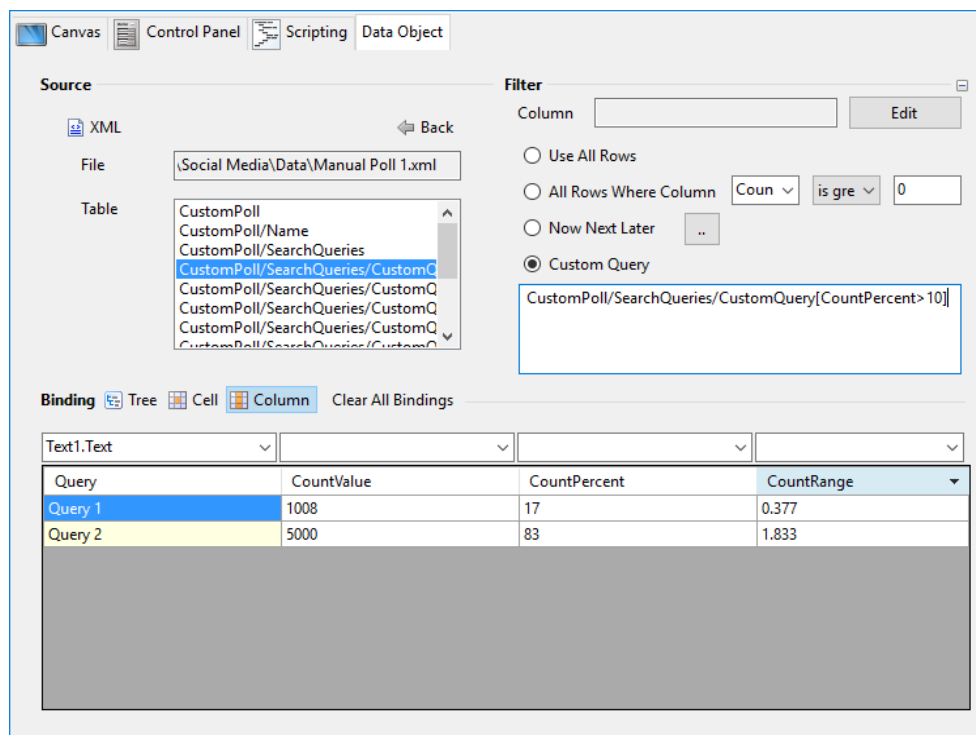 Canvas Control Panel Scripting Data Object
Source
XML Back
File \Social Media\Data\Manual Poll 1.xml
Table
CustomPoll
CustomPoll/Name
CustomPoll/SearchQueries
CustomPoll/SearchQueries/CustomQ
CustomPoll/SearchQueries/CustomQ
CustomPoll/SearchQueries/CustomQ
CustomPoll/SearchQueries/CustomQ
CustomPoll/SearchQueries/CustomQ
Filter
Column Edit
Use All Rows
All Rows Where Column Coun is gre 0
Now Next Later ..
Custom Query
CustomPoll/SearchQueries/CustomQuery[CountPercent>10]
Binding Tree Cell Column Clear All Bindings
Text1.Text
Query CountValue CountPercent CountRange
Query 1 1008 17 0.377
Query 2 5000 83 1.833